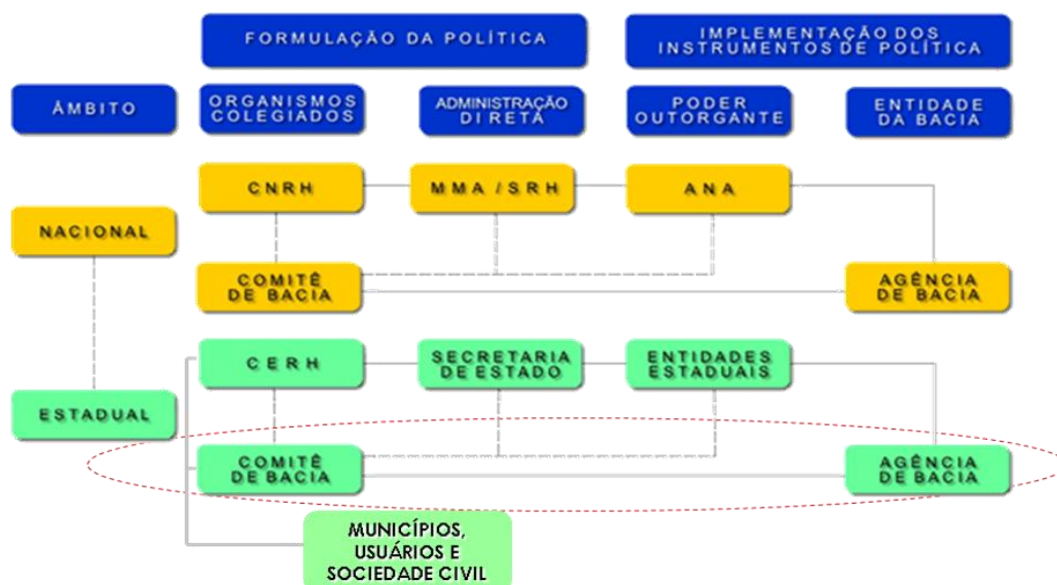 FORMULAÇÃO DA POLÍTICA
IMPLEMENTAÇÃO DOS
INSTRUMENTOS DE POLÍTICA
ÂMBITO
ORGANISMOS
COLEGIADOS
ADMINISTRAÇÃO
DIRETA
PODER
OUTORGANTE
ENTIDADE
DA BACIA
CNRH
MMA / SRH
ANA
NACIONAL
COMITÊ
DE BACIA
AGÊNCIA
DE BACIA
CERH
SECRETARIA
DE ESTADO
ENTIDADES
ESTADUAIS
ESTADUAL
COMITÊ
DE BACIA
AGÊNCIA
DE BACIA
MUNICÍPIOS,
USUÁRIOS E
SOCIEDADE CIVIL